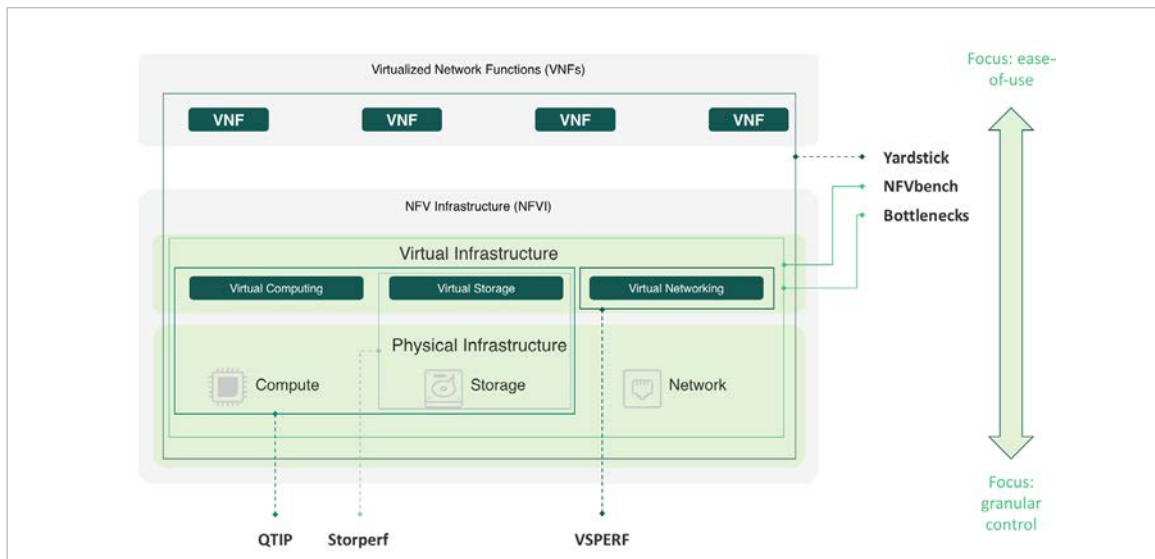 Virtualized Network Functions (VNFs)
VNF
VNF
VNF
VNF
NFV Infrastructure (NFVI)
Virtual Infrastructure
Virtual Computing
Virtual Storage
Virtual Networking
Physical Infrastructure
Compute
Storage
Network
QTIP
Storperf
VSPERF
Yardstick
NFVbench
Bottlenecks
Focus: ease-
of-use
Focus:
granular
control